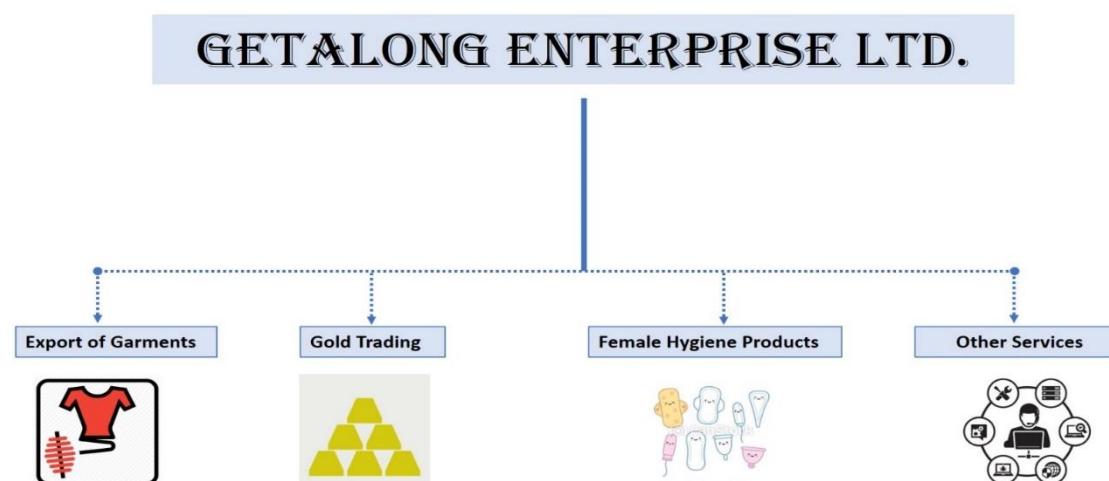 GETALONG ENTERPRISE LTD.
Export of Garments
Gold Trading
Female Hygiene Products
Other Services